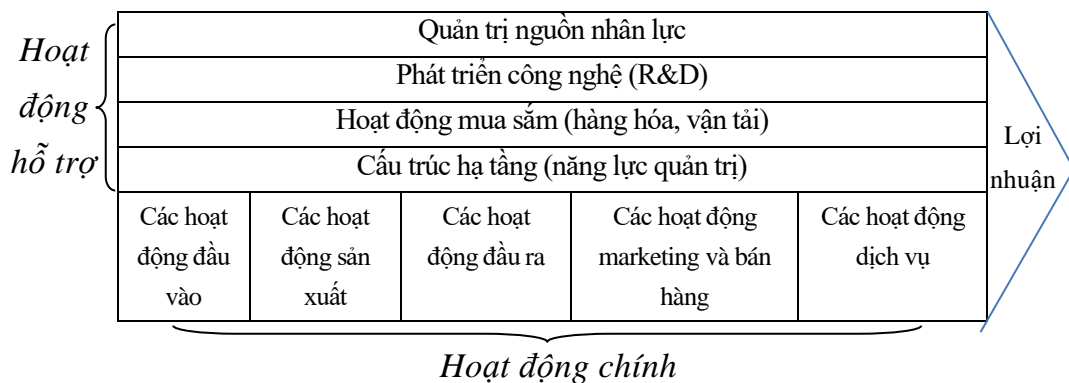 Hoạt
động
hỗ trợ
Quản trị nguồn nhân lực
Phát triển công nghệ (R&D)
Hoạt động mua sắm (hàng hóa, vận tải)
Cấu trúc hạ tầng (năng lực quản trị)
Lợi
nhuận
Các hoạt
động đầu
vào
Các hoạt
động sản
xuất
Các hoạt
động đầu ra
Các hoạt động
marketing và bán
hàng
Các hoạt động
dịch vụ
Hoạt động chính